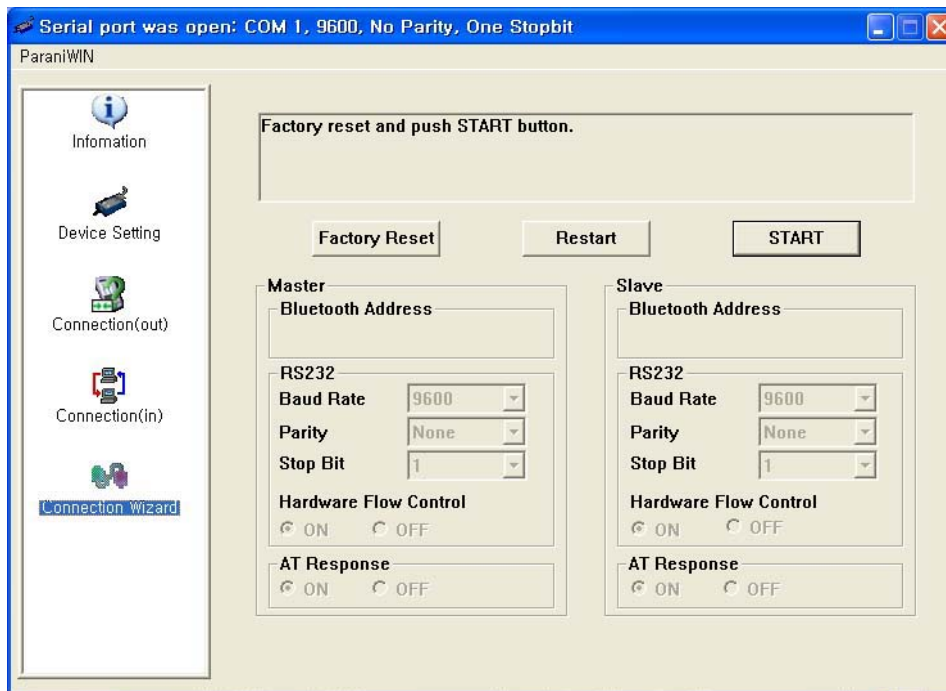 Serial port was open: COM 1, 9600, No Parity, One Stopbit
ParaniWIN
Infomation
Device Setting
Connection(out)
Connection(in)
Connection Wizard
Factory reset and push START button.
Factory Reset Restart START
Master
Bluetooth Address
RS232
Baud Rate 9600
Parity None
Stop Bit 1
Hardware Flow Control
ON OFF
AT Response
ON OFF
Slave
Bluetooth Address
RS232
Baud Rate 9600
Parity None
Stop Bit 1
Hardware Flow Control
ON OFF
AT Response
ON OFF